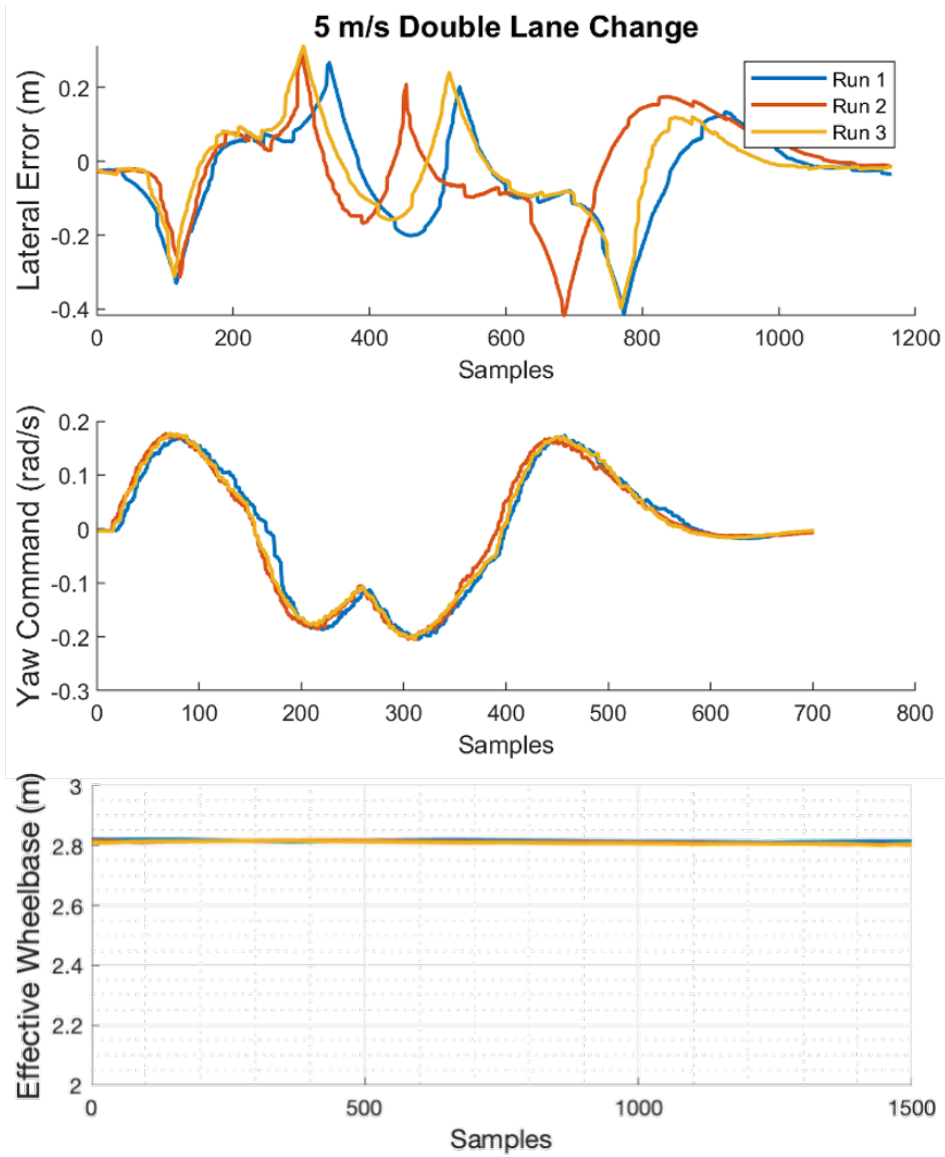 5 m/s Double Lane Change
Lateral Error (m)
0.2
0
-0.2
-0.4
0 200 400 600 800 1000 1200
Samples
Run 1
Run 2
Run 3
Yaw Command (rad/s)
0.2
0.1
0
-0.1
-0.2
-0.3
0 100 200 300 400 500 600 700 800
Samples
Effective Wheelbase (m)
3
2.8
2.6
2.4
2.2
2
0 500 1000 1500
Samples